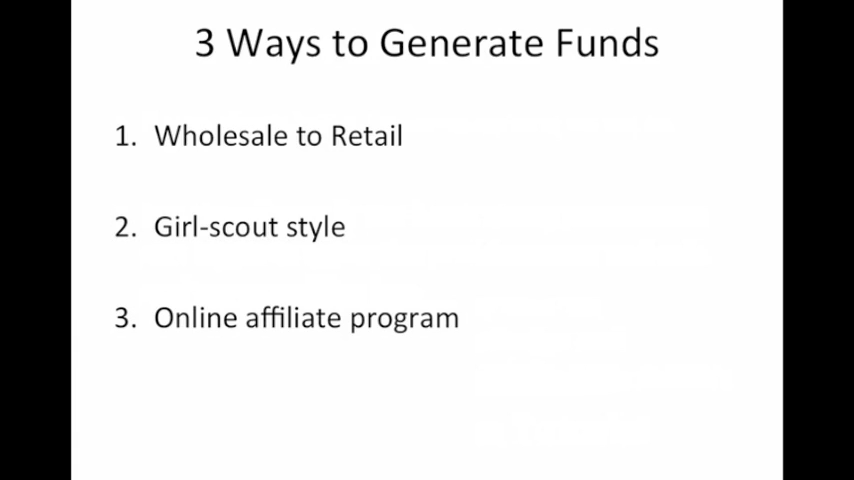 3 Ways to Generate Funds
1. Wholesale to Retail
2. Girl-scout style
3. Online affiliate program